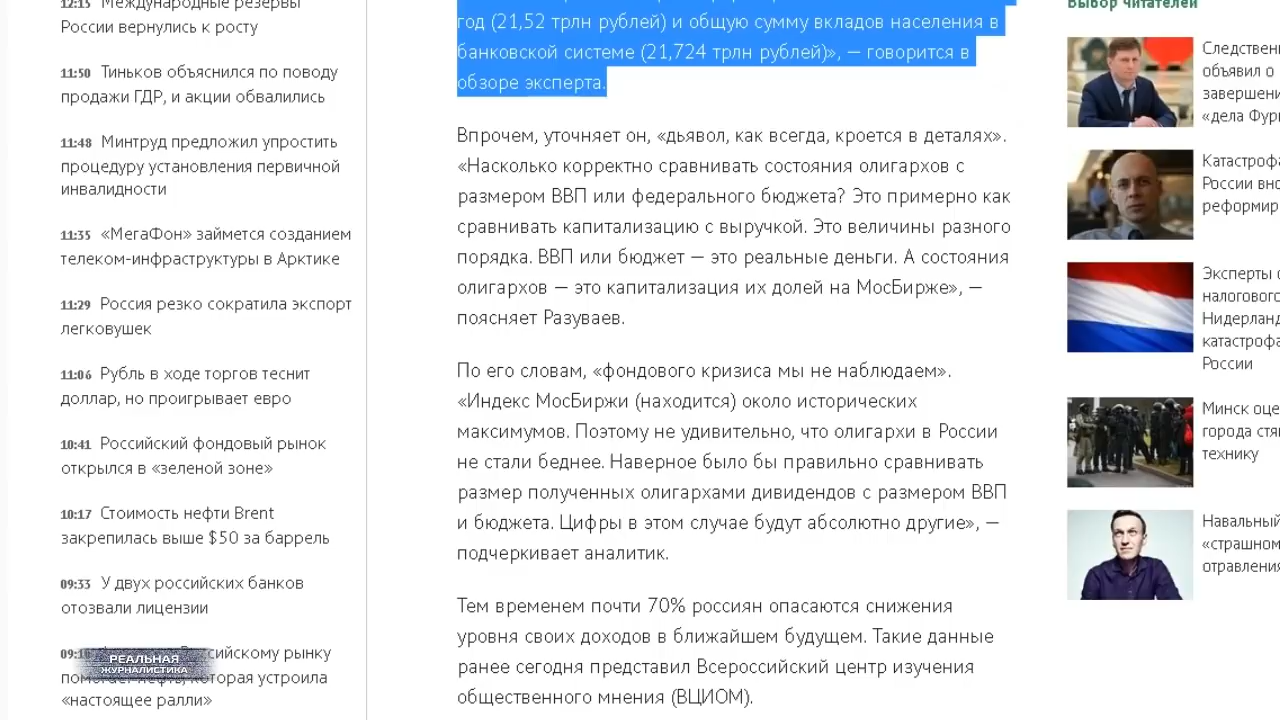 12:15 Международные резервы
России вернулись к росту
11:50 Тиньков объяснился по поводу
продажи ГДР, и акции обвалились
11:48 Минтруд предложил упростить
процедуру установления первичной
инвалидности
11:35 «МегаФон» займется созданием
телеком-инфраструктуры в Арктике
11:29 Россия резко сократила экспорт
легковушек
11:06 Рубль в ходе торгов теснит
доллар, но проигрывает евро
10:41 Российский фондовый рынок
открылся в «зеленой зоне»
10:17 Стоимость нефти Brent
закрепилась выше $50 за баррель
09:33 У двух российских банков
отозвали лицензии
рынку
которая устроила
«настоящее ралли»
РЕАЛЬНАЯ
ЖУРНАЛИСТИКА
год (21,52 трлн рублей) и общую сумму вкладов населения в
банковской системе (21,724 трлн рублей)», — говорится в
обзоре эксперта.
Впрочем, уточняет он, «дьявол, как всегда, кроется в деталях».
«Насколько корректно сравнивать состояния олигархов с
размером ВВП или федерального бюджета? Это примерно как
сравнивать капитализацию с выручкой. Это величины разного
порядка. ВВП или бюджет — это реальные деньги. А состояния
олигархов — это капитализация их долей на МосБирже», —
поясняет Разуваев.
По его словам, «фондового кризиса мы не наблюдаем».
«Индекс МосБиржи (находится) около исторических
максимумов. Поэтому не удивительно, что олигархи в России
не стали беднее. Наверное было бы правильно сравнивать
размер полученных олигархами дивидендов с размером ВВП
и бюджета. Цифры в этом случае будут абсолютно другие», —
подчеркивает аналитик.
Тем временем почти 70% россиян опасаются снижения
уровня своих доходов в ближайшем будущем. Такие данные
ранее сегодня представил Всероссийский центр изучения
общественного мнения (ВЦИОМ).
Выбор читателей
Следствен
объявил о
завершени
«дела Фур
Катастрофа
России вно
реформир
Эксперты
налогового
Нидерланд
катастрофа
России
Минск оце
города стя
технику
Навальный
«страшном
отравления